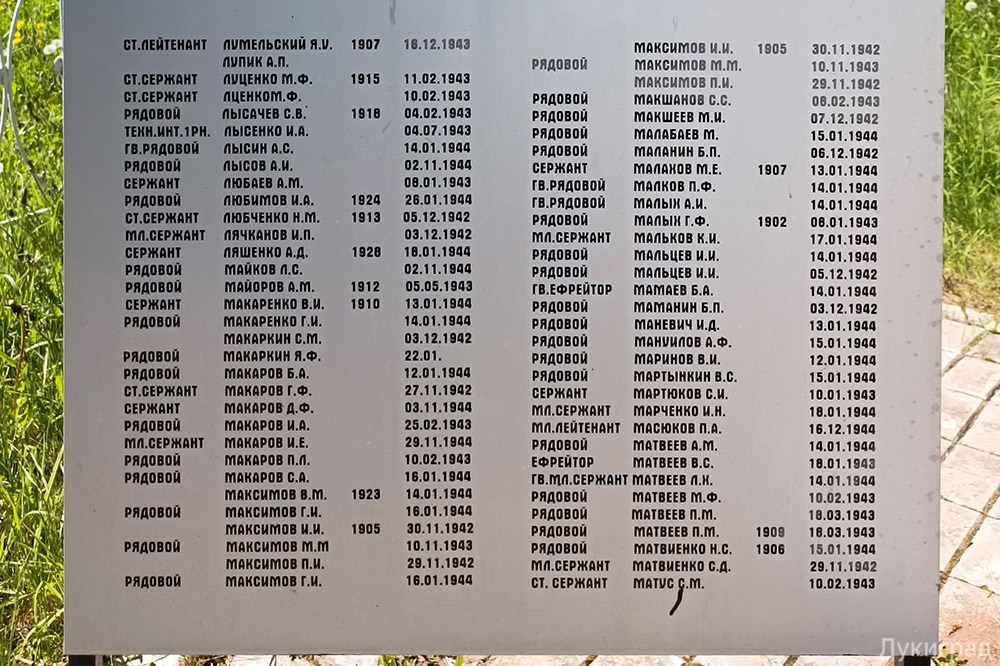 СТ.ЛЕЙТЕНАНТ ЛУМЕЛЬСКИЙ Я.У. 1907 16.12.1943
ЛУПИК А.П.
СТ.СЕРЖАНТ ЛУЦЕНКО М.Ф. 1915 11.02.1943
СТ.СЕРЖАНТ ЛЦЕНКОМ.Ф. 10.02.1943
РЯДОВОЙ ЛЫСАЧЕВ С.В. 1918 04.02.1943
ТЕХН.ИНТ.1РН. ЛЫСЕНКО И.А. 04.07.1943
ГВ.РЯДОВОЙ ЛЫСИН А.С. 14.01.1944
РЯДОВОЙ ЛЫСОВ А.И. 02.11.1944
СЕРЖАНТ ЛЮБАЕВ А.М. 08.01.1943
РЯДОВОЙ ЛЮБИМОВ И.А. 1924 26.01.1944
СТ.СЕРЖАНТ ЛЮБЧЕНКО Н.М. 1913 05.12.1942
МЛ.СЕРЖАНТ ЛЯЧКАНОВ И.П. 03.12.1942
СЕРЖАНТ ЛЯШЕНКО А.Д. 1928 18.01.1944
РЯДОВОЙ МАЙКОВ Л.С. 02.11.1944
РЯДОВОЙ МАЙОРОВ А.М. 1912 05.05.1943
СЕРЖАНТ МАКАРЕНКО В.И. 1910 13.01.1944
РЯДОВОЙ МАКАРЕНКО Г.И. 14.01.1944
МАКАРКИН С.М. 03.12.1942
РЯДОВОЙ МАКАРКИН Я.Ф. 22.01.
РЯДОВОЙ МАКАРОВ Б.А. 12.01.1944
СТ.СЕРЖАНТ МАКАРОВ Г.Ф. 27.11.1942
СЕРЖАНТ МАКАРОВ Д.Ф. 03.11.1944
РЯДОВОЙ МАКАРОВ И.А. 25.02.1943
МЛ.СЕРЖАНТ МАКАРОВ И.Е. 29.11.1944
РЯДОВОЙ МАКАРОВ П.Л. 10.02.1943
РЯДОВОЙ МАКАРОВ С.А. 16.01.1944
МАКСИМОВ В.М. 1923 14.01.1944
РЯДОВОЙ МАКСИМОВ Г.И. 16.01.1944
МАКСИМОВ И.И. 1905 30.11.1942
РЯДОВОЙ МАКСИМОВ М.М 10.11.1943
МАКСИМОВ П.И. 29.11.1942
РЯДОВОЙ МАКСИМОВ Г.И. 16.01.1944
МАКСИМОВ И.И. 1905 30.11.1942
РЯДОВОЙ МАКСИМОВ М.М. 10.11.1943
МАКСИМОВ П.И. 29.11.1942
РЯДОВОЙ МАКШАНОВ С.С. 08.02.1943
РЯДОВОЙ МАКШЕЕВ М.И. 07.12.1942
РЯДОВОЙ МАЛАБАЕВ М. 15.01.1944
РЯДОВОЙ МАЛАНИН Б.П. 06.12.1942
СЕРЖАНТ МАЛАХОВ М.Е. 1907 13.01.1944
ГВ.РЯДОВОЙ МАЛКОВ П.Ф. 14.01.1944
ГВ.РЯДОВОЙ МАЛЫХ А.И. 14.01.1944
РЯДОВОЙ МАЛЫХ Г.Ф. 1902 08.01.1943
МЛ.СЕРЖАНТ МАЛЬКОВ К.И. 17.01.1944
РЯДОВОЙ МАЛЬЦЕВ И.И. 14.01.1944
РЯДОВОЙ МАЛЬЦЕВ И.И. 05.12.1942
ГВ.ЕФРЕЙТОР МАМАЕВ Б.А. 14.01.1944
РЯДОВОЙ МАМАНИН Б.П. 03.12.1942
РЯДОВОЙ МАНЕВИЧ И.Д. 13.01.1944
РЯДОВОЙ МАНУИЛОВ А.Ф. 15.01.1944
РЯДОВОЙ МАРИНОВ В.И. 12.01.1944
РЯДОВОЙ МАРТЫНКИН В.С. 15.01.1944
СЕРЖАНТ МАРТЮКОВ С.И. 10.01.1943
МЛ.СЕРЖАНТ МАРЧЕНКО И.Н. 18.01.1944
МЛ.ЛЕЙТЕНАНТ МАСЮКОВ П.А. 16.12.1944
РЯДОВОЙ МАТВЕЕВ А.М. 14.01.1944
ЕФРЕЙТОР МАТВЕЕВ В.С. 18.01.1943
ГВ.МЛ.СЕРЖАНТ МАТВЕЕВ Л.Н. 14.01.1944
РЯДОВОЙ МАТВЕЕВ М.Ф. 10.02.1943
РЯДОВОЙ МАТВЕЕВ П.М. 18.03.1943
РЯДОВОЙ МАТВЕЕВ П.М. 1909 18.03.1943
РЯДОВОЙ МАТВИЕНКО Н.С. 1906 15.01.1944
МЛ.СЕРЖАНТ МАТВИЕНКО С.Д. 29.11.1942
СТ. СЕРЖАНТ МАТУС С.М. 10.02.1943
Лукиград